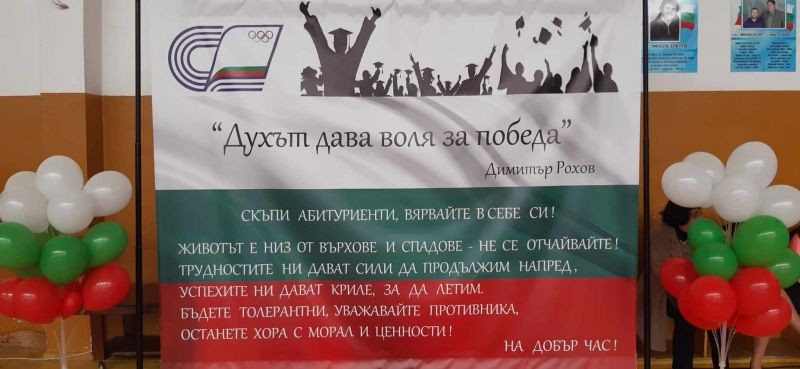 "Духът дава воля за победа"
Димитър Рохов
СКЪПИ АБИТУРИЕНТИ, ВЯРВАЙТЕ В СЕБЕ СИ!
ЖИВОТЪТ Е НИЗ ОТ ВЪРХОВЕ И СПАДОВЕ - НЕ СЕ ОТЧАЙВАЙТЕ!
ТРУДНОСТИТЕ НИ ДАВАТ СИЛИ ДА ПРОДЪЛЖИМ НАПРЕД,
УСПЕХИТЕ НИ ДАВАТ КРИЛЕ, ЗА ДА ЛЕТИМ.
БЪДЕТЕ ТОЛЕРАНТНИ, УВАЖАВАЙТЕ ПРОТИВНИКА,
ОСТАНЕТЕ ХОРА С МОРАЛ И ЦЕННОСТИ!
НА ДОБЪР ЧАС!